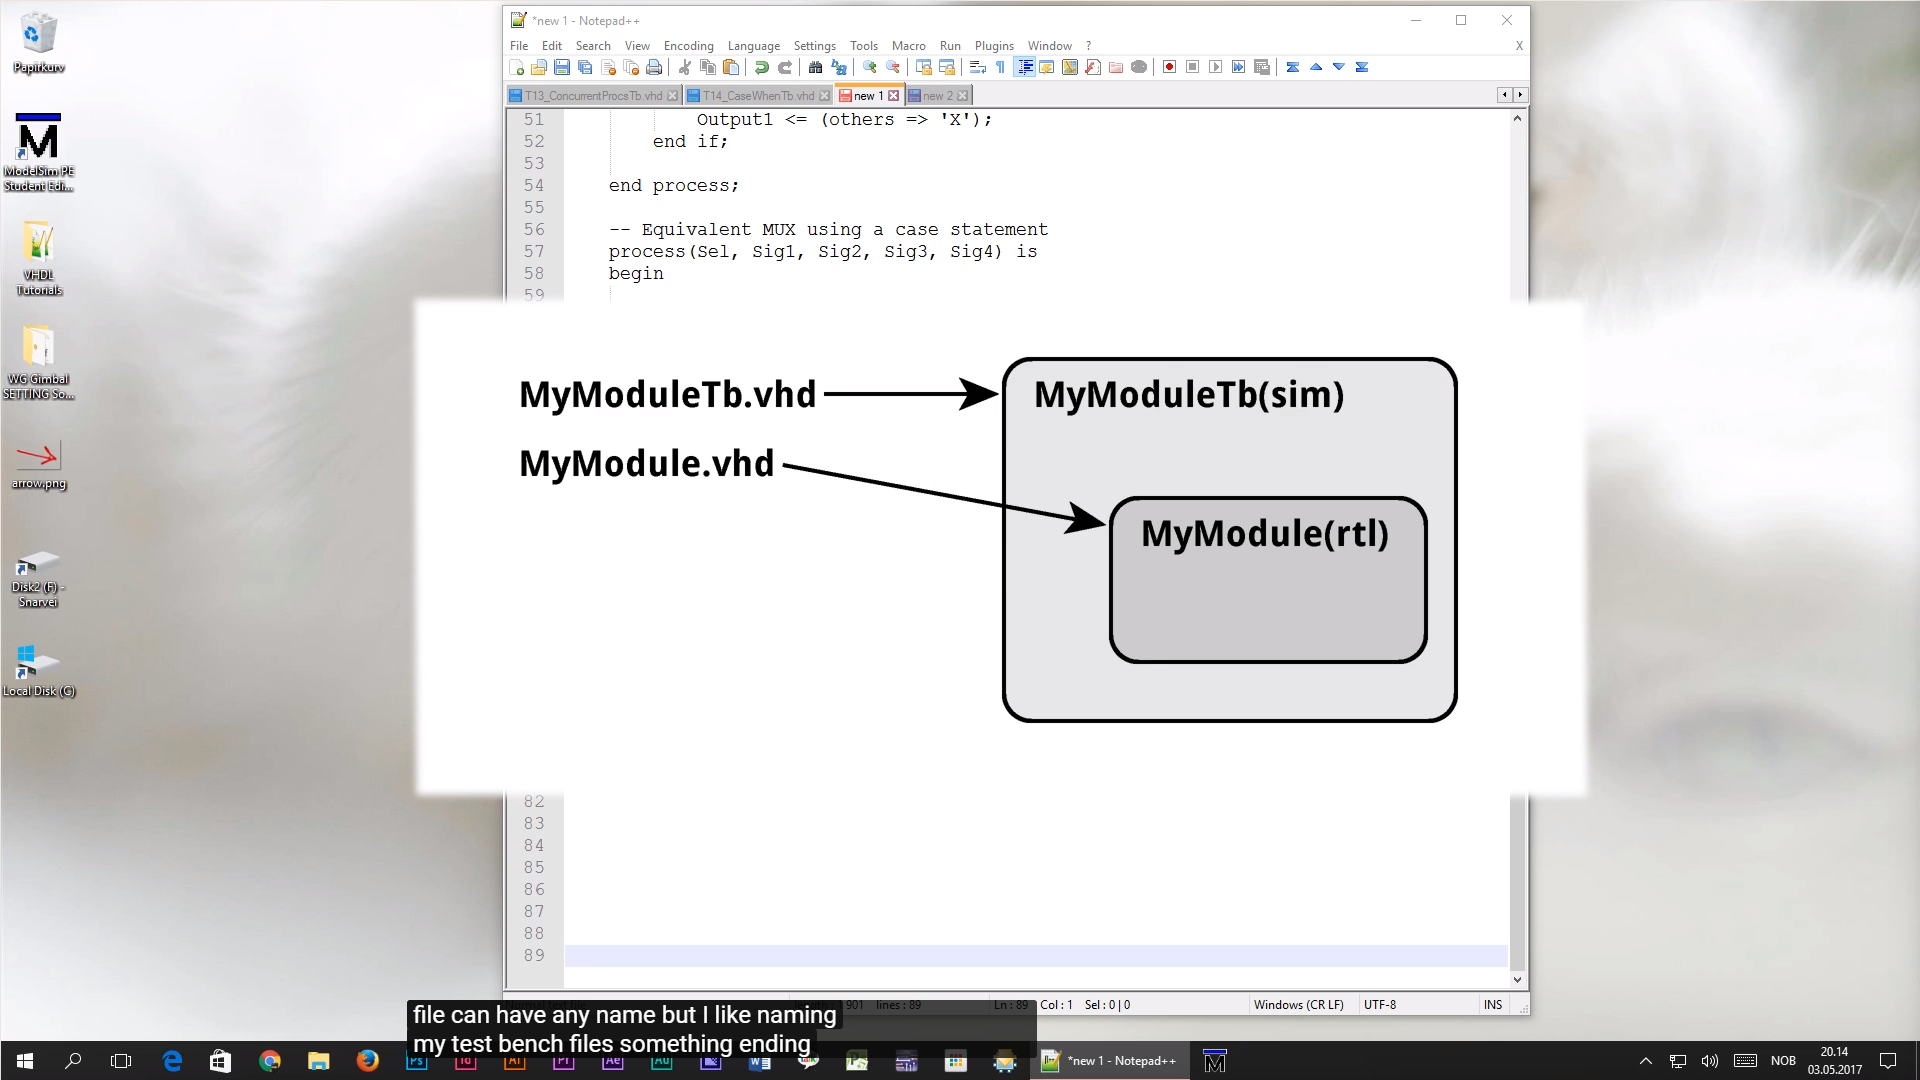 *new 1 - Notepad++
File Edit Search View Encoding Language Settings Tools Macro Run Plugins Window ? X
T13_ConcurrentProcsTb.vhd T14_CaseWhenTb.vhd new 1 new 2
51 Output1 <= (others => 'X');
52 end if;
53
54 end process;
55
56 -- Equivalent MUX using a case statement
57 process(Sel, Sig1, Sig2, Sig3, Sig4) is
58 begin
59
MyModuleTb.vhd
MyModule.vhd
MyModuleTb(sim)
MyModule(rtl)
82
83
84
85
86
87
88
89
lines : 89 Ln : 89 Col : 1 Sel : 0 | 0 Windows (CR LF) UTF-8 INS
file can have any name but I like naming
my test bench files something ending
Papirkurv
M
ModelSim PE
Student Edi...
VHDL
Tutorials
WG Gimbal
SETTING So...
arrow.png
Disk2 (F) -
Snarvei
Local Disk (C)
Ps Id Ai Pr Ae Au
*new 1 - Notepad++
M
NOB
20.14
03.05.2017